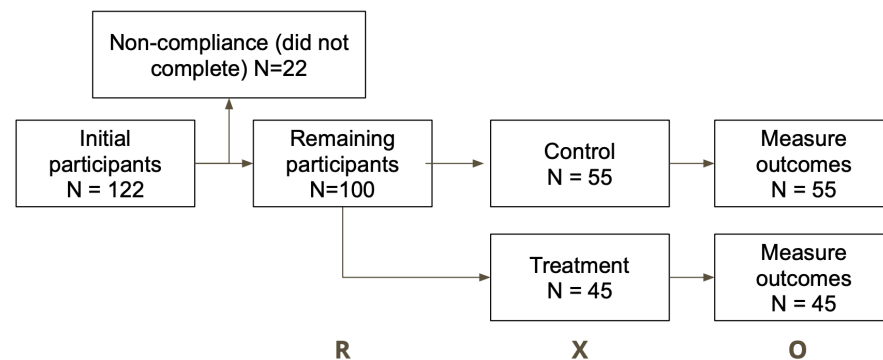 Non-compliance (did not
complete) N=22
Initial
participants
N = 122
Remaining
participants
N=100
Control
N = 55
Measure
outcomes
N = 55
Treatment
N = 45
Measure
outcomes
N = 45
R
X
O